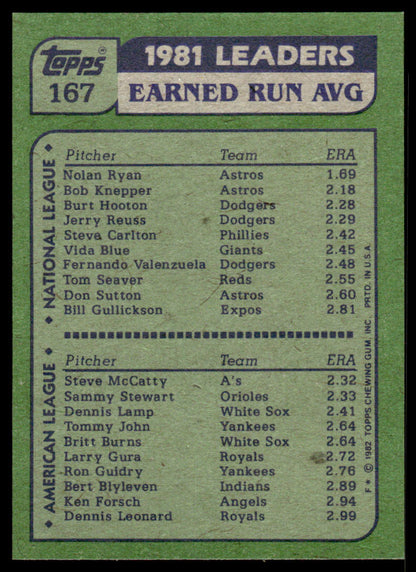 Topps®
167
1981 LEADERS
EARNED RUN AVG
NATIONAL LEAGUE
Pitcher Team ERA
Nolan Ryan Astros 1.69
Bob Knepper Astros 2.18
Burt Hooton Dodgers 2.28
Jerry Reuss Dodgers 2.29
Steve Carlton Phillies 2.42
Vida Blue Giants 2.45
Fernando Valenzuela Dodgers 2.48
Tom Seaver Reds 2.55
Don Sutton Astros 2.60
Bill Gullickson Expos 2.81
AMERICAN LEAGUE
Pitcher Team ERA
Steve McCatty A's 2.32
Sammy Stewart Orioles 2.33
Dennis Lamp White Sox 2.41
Tommy John Yankees 2.64
Britt Burns White Sox 2.64
Larry Gura Royals 2.72
Ron Guidry Yankees 2.76
Bert Blyleven Indians 2.89
Ken Forsch Angels 2.94
Dennis Leonard Royals 2.99
F* © 1982 TOPPS CHEWING GUM, INC. PRTD. IN U.S.A.